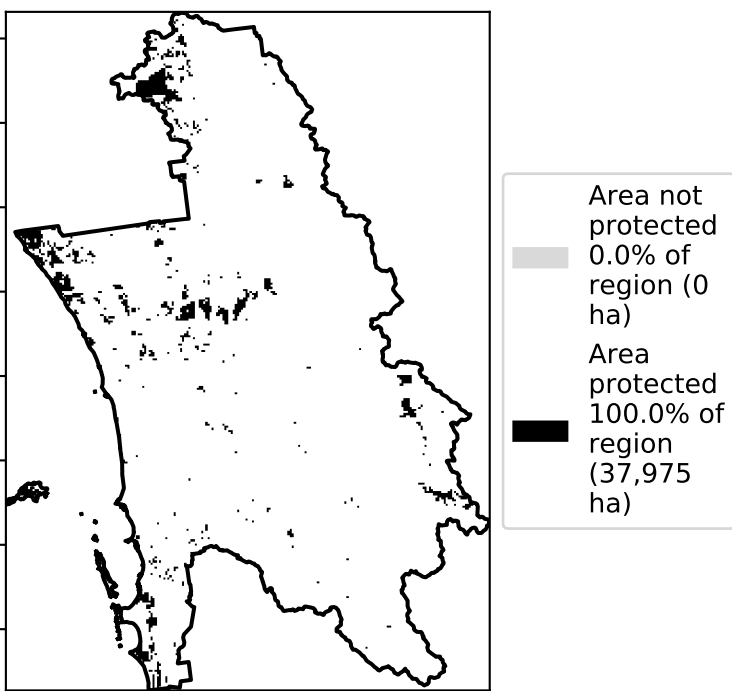 Area not
protected
0.0% of
region (0
ha)
Area
protected
100.0% of
region
(37,975
ha)